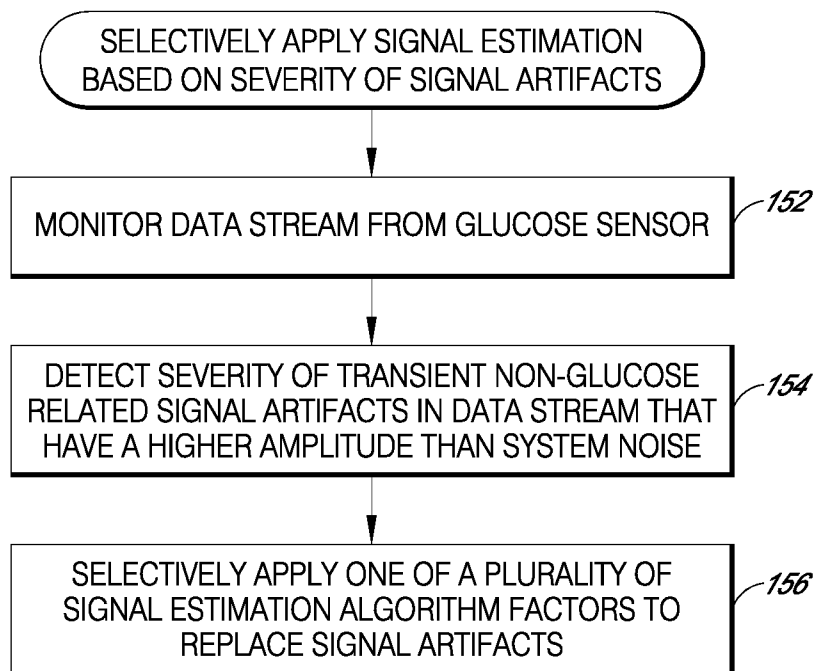 SELECTIVELY APPLY SIGNAL ESTIMATION
BASED ON SEVERITY OF SIGNAL ARTIFACTS
MONITOR DATA STREAM FROM GLUCOSE SENSOR
152
DETECT SEVERITY OF TRANSIENT NON-GLUCOSE
RELATED SIGNAL ARTIFACTS IN DATA STREAM THAT
HAVE A HIGHER AMPLITUDE THAN SYSTEM NOISE
154
SELECTIVELY APPLY ONE OF A PLURALITY OF
SIGNAL ESTIMATION ALGORITHM FACTORS TO
REPLACE SIGNAL ARTIFACTS
156